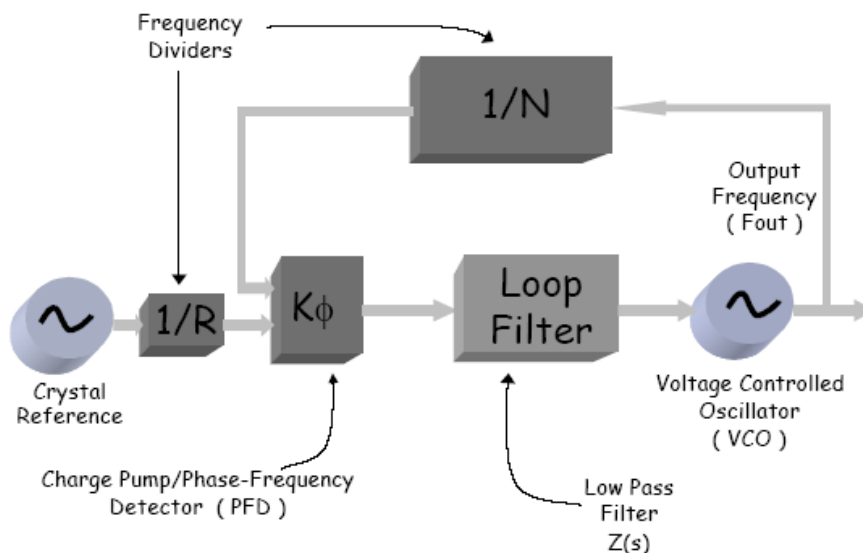 Frequency
Dividers
1/N
Output
Frequency
( Fout )
1/R
Kϕ
Loop
Filter
Crystal
Reference
Voltage Controlled
Oscillator
( VCO )
Charge Pump/Phase-Frequency
Detector ( PFD )
Low Pass
Filter
Z(s)